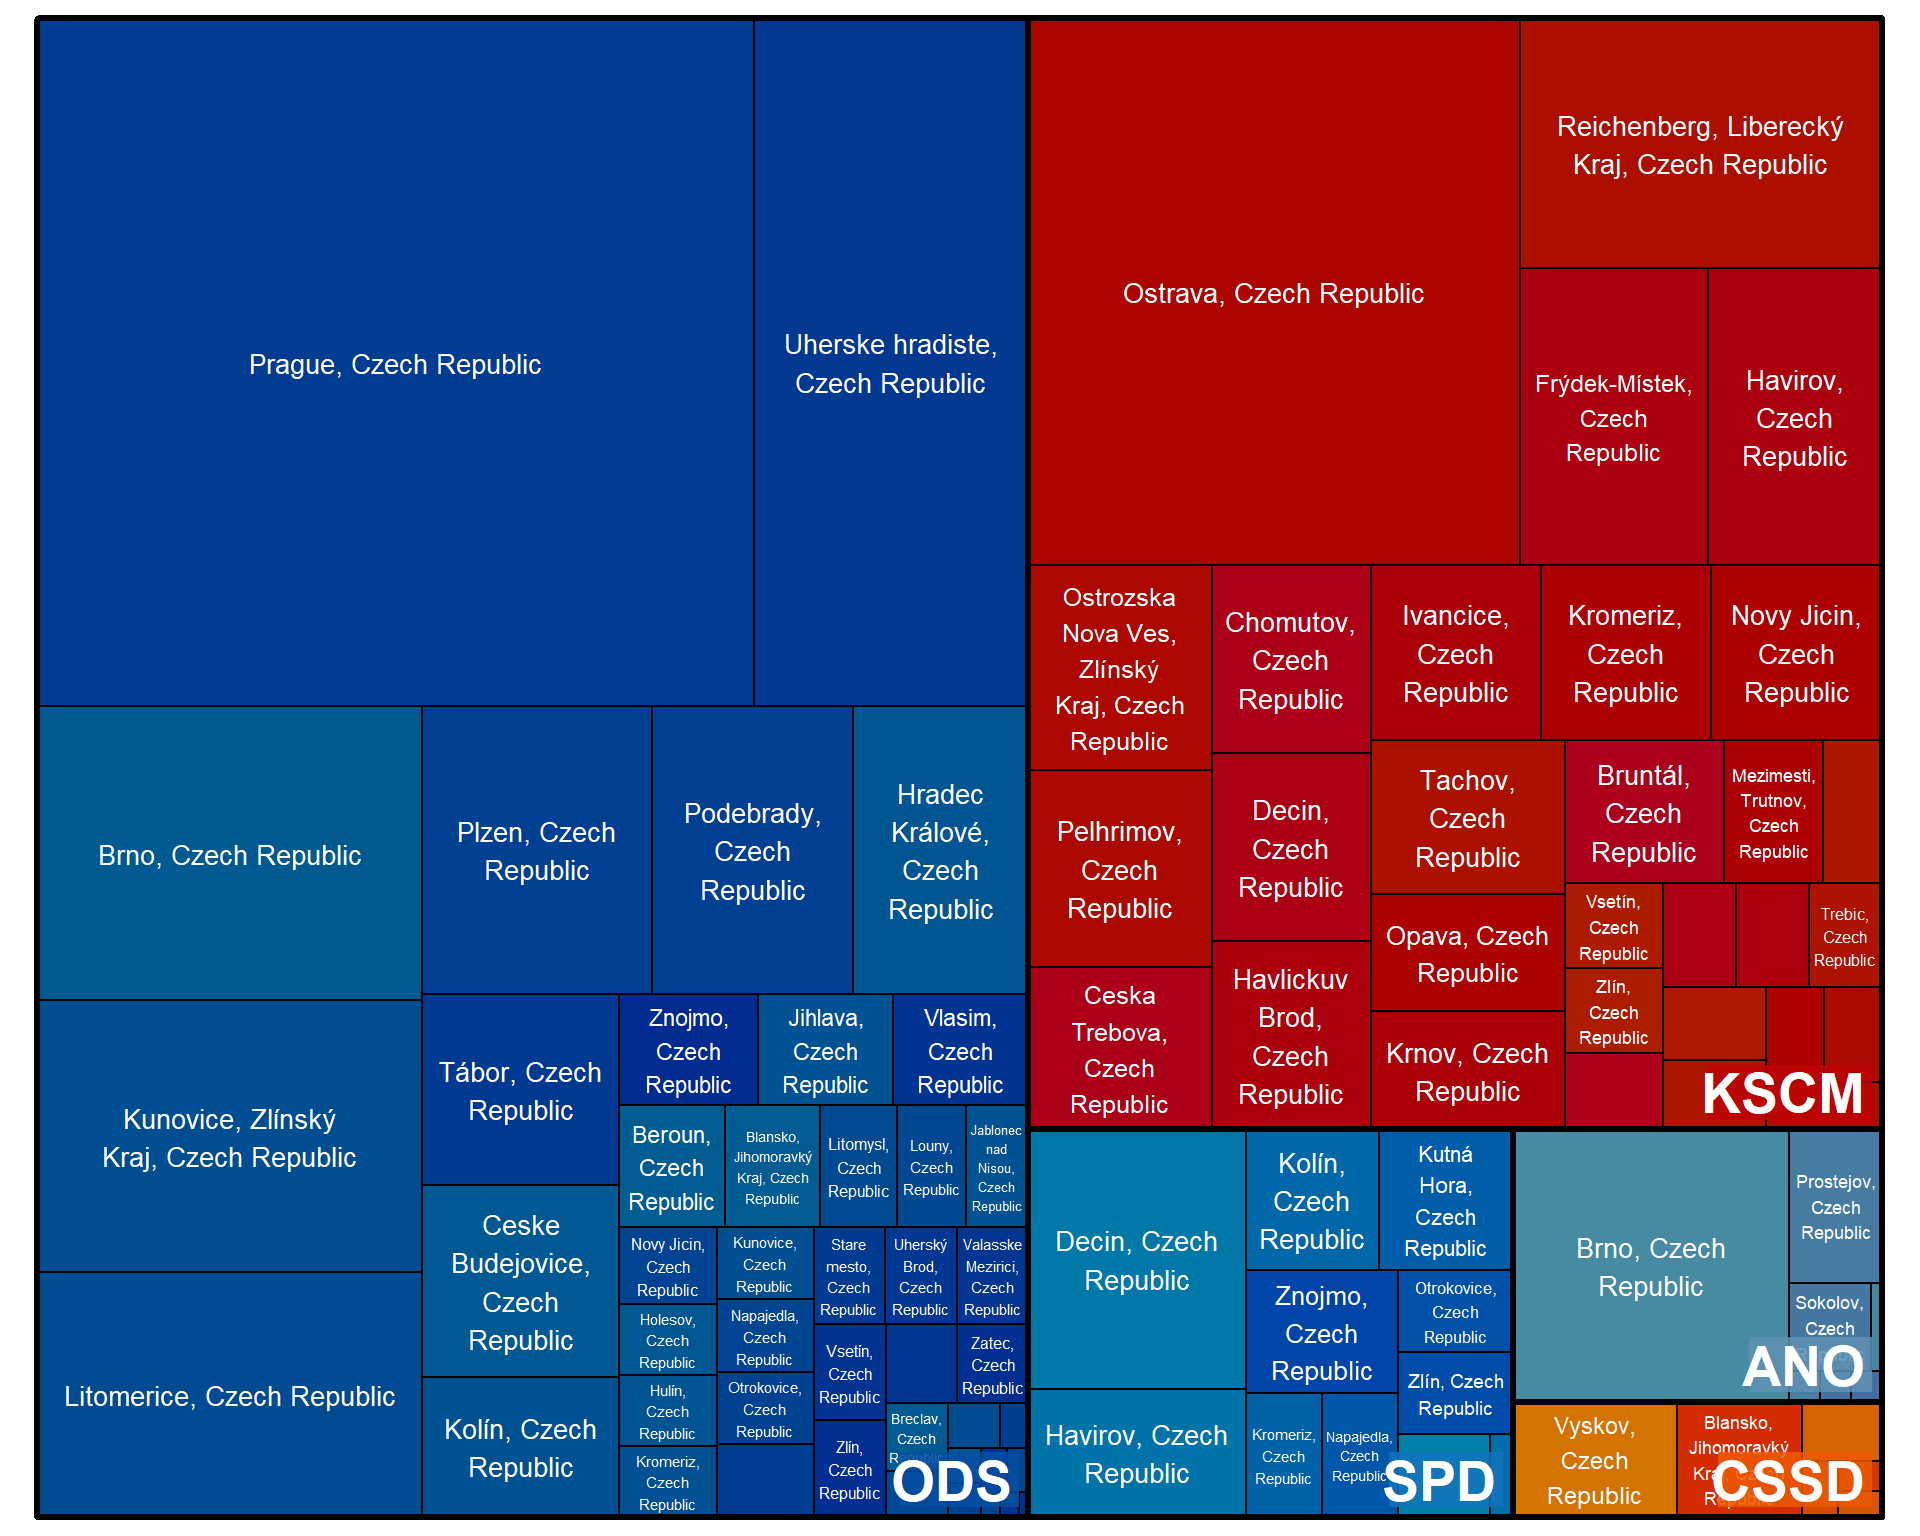 Prague, Czech Republic
Uherske hradiste,
Czech Republic
Brno, Czech Republic
Kunovice, Zlínský
Kraj, Czech Republic
Litomerice, Czech Republic
Plzen, Czech
Republic
Podebrady,
Czech
Republic
Hradec
Králové,
Czech
Republic
Tábor, Czech
Republic
Ceske
Budejovice,
Czech
Republic
Kolín, Czech
Republic
Znojmo,
Czech
Republic
Jihlava,
Czech
Republic
Vlasim,
Czech
Republic
Beroun,
Czech
Republic
Blansko,
Jihomoravký
Kraj, Czech
Republic
Litomysl,
Czech
Republic
Louny,
Czech
Republic
Jablonec
nad
Nisou,
Czech
Republic
Novy Jicin,
Czech
Republic
Holesov,
Czech
Republic
Hulín,
Czech
Republic
Kromeriz,
Czech
Republic
Kunovice,
Czech
Republic
Napajedla,
Czech
Republic
Otrokovice,
Czech
Republic
Stare
mesto,
Czech
Republic
Uherský
Brod,
Czech
Republic
Valasske
Mezirici,
Czech
Republic
Vsetín,
Czech
Republic
Zatec,
Czech
Republic
Zlín,
Czech
Republic
Breclav,
Czech
Republic
ODS
Ostrava, Czech Republic
Reichenberg, Liberecký
Kraj, Czech Republic
Frýdek-Místek,
Czech
Republic
Havirov,
Czech
Republic
Ostrozska
Nova Ves,
Zlínský
Kraj, Czech
Republic
Pelhrimov,
Czech
Republic
Ceska
Trebova,
Czech
Republic
Chomutov,
Czech
Republic
Decin,
Czech
Republic
Havlickuv
Brod,
Czech
Republic
Ivancice,
Czech
Republic
Kromeriz,
Czech
Republic
Novy Jicin,
Czech
Republic
Tachov,
Czech
Republic
Opava, Czech
Republic
Krnov, Czech
Republic
Bruntál,
Czech
Republic
Mezimesti,
Trutnov,
Czech
Republic
Vsetín,
Czech
Republic
Zlín,
Czech
Republic
Trebic,
Czech
Republic
KSCM
Decin, Czech
Republic
Havirov, Czech
Republic
Kolín,
Czech
Republic
Kutná
Hora,
Czech
Republic
Znojmo,
Czech
Republic
Otrokovice,
Czech
Republic
Zlín, Czech
Republic
Kromeriz,
Czech
Republic
Napajedla,
Czech
Republic
SPD
Brno, Czech
Republic
Prostejov,
Czech
Republic
Sokolov,
Czech
Republic
ANO
Vyskov,
Czech
Republic
Blansko,
Jihomoravký
Kraj, Czech
Republic
CSSD